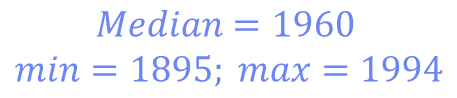 Median = 1960
min = 1895; max = 1994